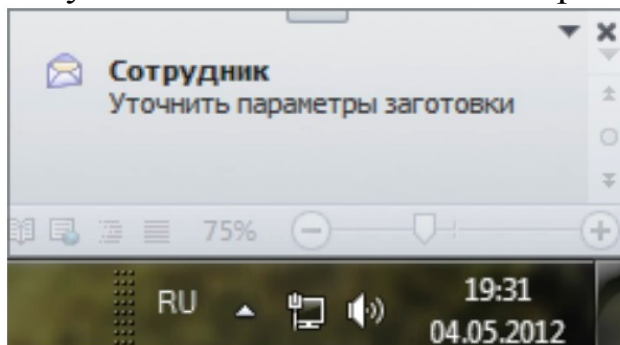 Сотрудник
Уточнить параметры заготовки
75%
RU
19:31
04.05.2012